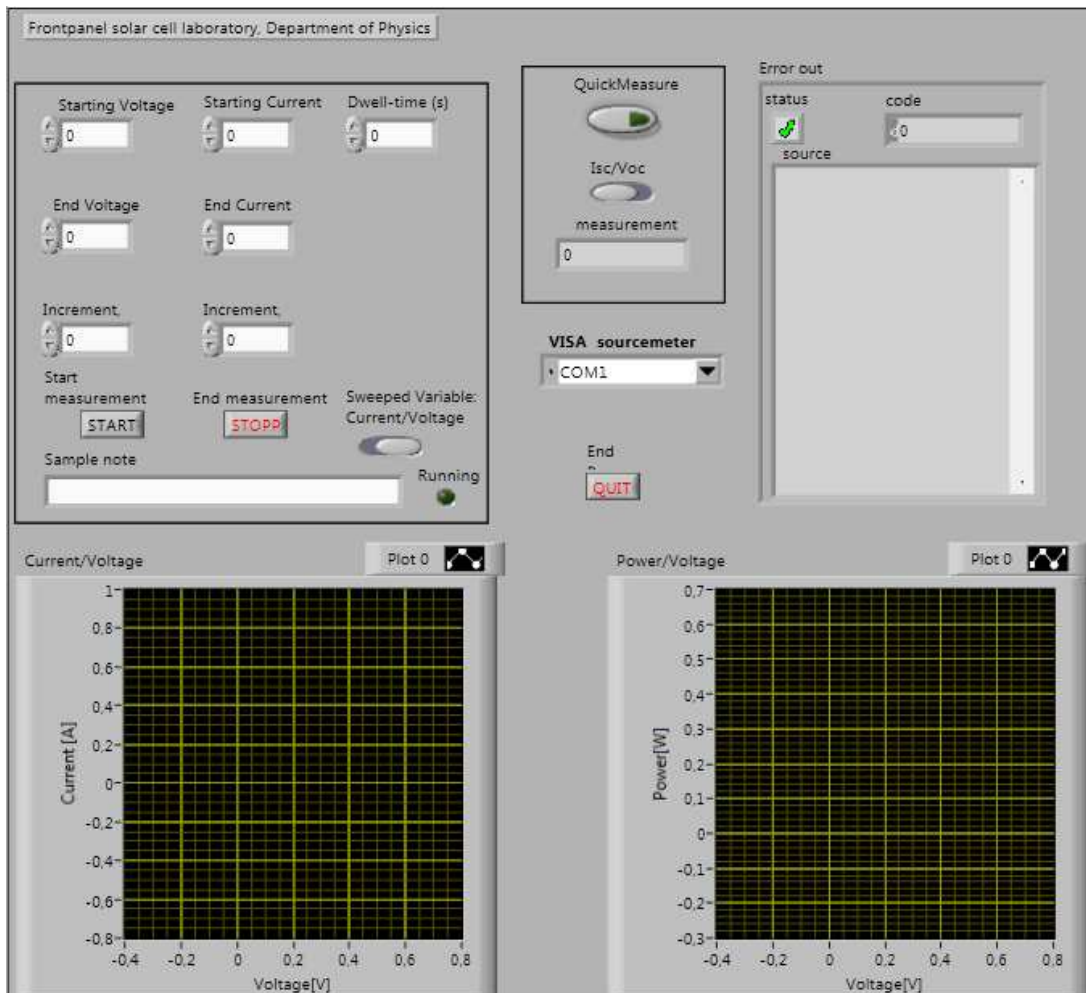 Frontpanel solar cell laboratory, Department of Physics
Starting Voltage
0
Starting Current
0
Dwell-time (s)
0
End Voltage
0
End Current
0
Increment,
0
Increment,
0
Start
measurement
START
End measurement
STOPP
Sweeped Variable:
Current/Voltage
Sample note
Running
QuickMeasure
Isc/Voc
measurement
0
VISA sourcemeter
COM1
End
QUIT
Error out
status
code
0
source
Current/Voltage
Plot 0
1
0,8
0,6
0,4
0,2
0
-0,2
-0,4
-0,6
-0,8
Current [A]
-0,4 -0,2 0 0,2 0,4 0,6 0,8
Voltage[V]
Power/Voltage
Plot 0
0,7
0,6
0,5
0,4
0,3
0,2
0,1
0
-0,1
-0,2
-0,3
Power[W]
-0,4 -0,2 0 0,2 0,4 0,6 0,8
Voltage[V]